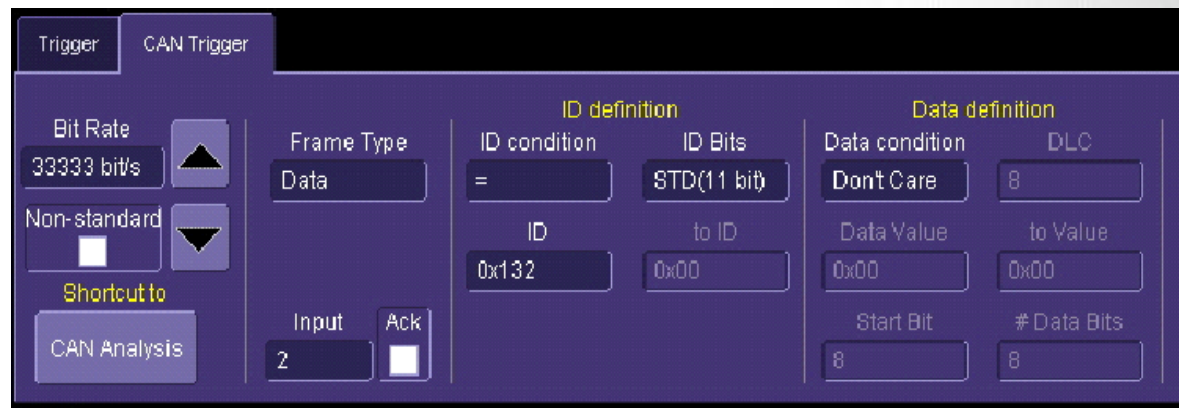 Trigger
CAN Trigger
Bit Rate
33333 bit/s
Non-standard
Shortcut to
CAN Analysis
Frame Type
Data
Input
Ack
2
ID definition
ID condition
ID Bits
=
STD(11 bit)
ID
to ID
0x132
0x00
Data definition
Data condition
DLC
Don't Care
8
Data Value
to Value
0x00
0x00
Start Bit
# Data Bits
8
8